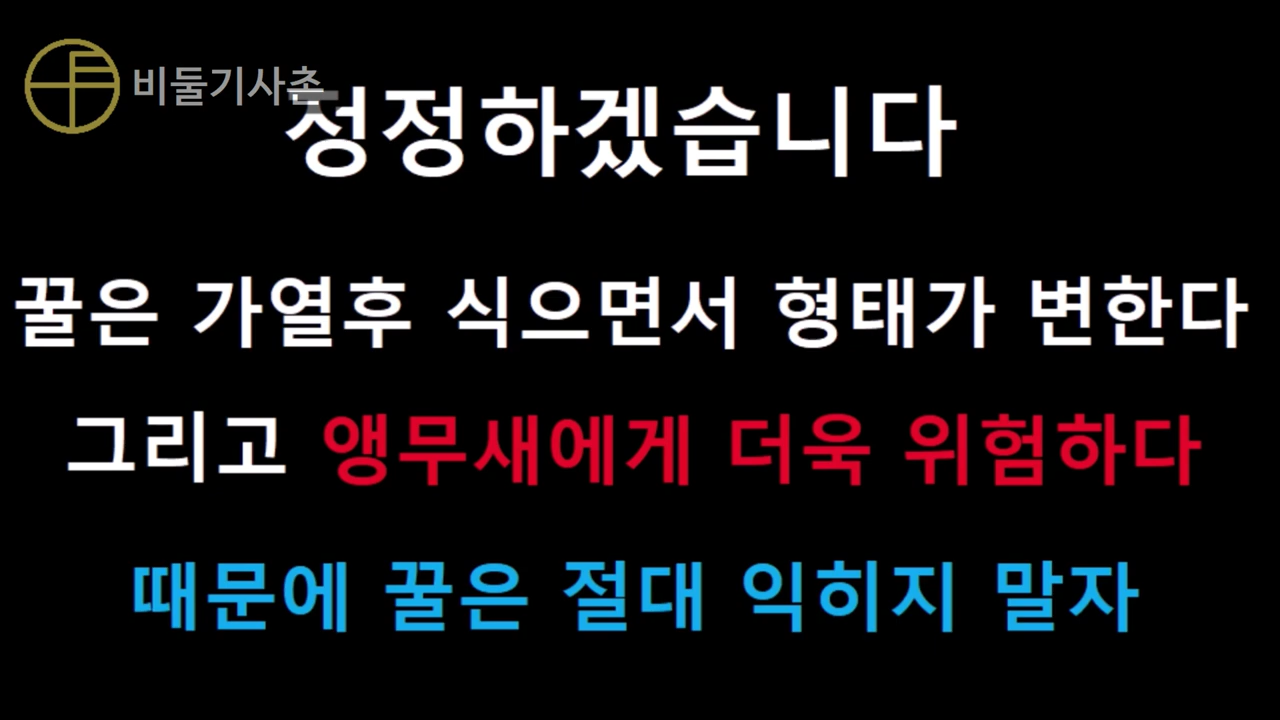 비둘기사촌
성정하겠습니다
꿀은 가열후 식으면서 형태가 변한다
그리고 앵무새에게 더욱 위험하다
때문에 꿀은 절대 익히지 말자